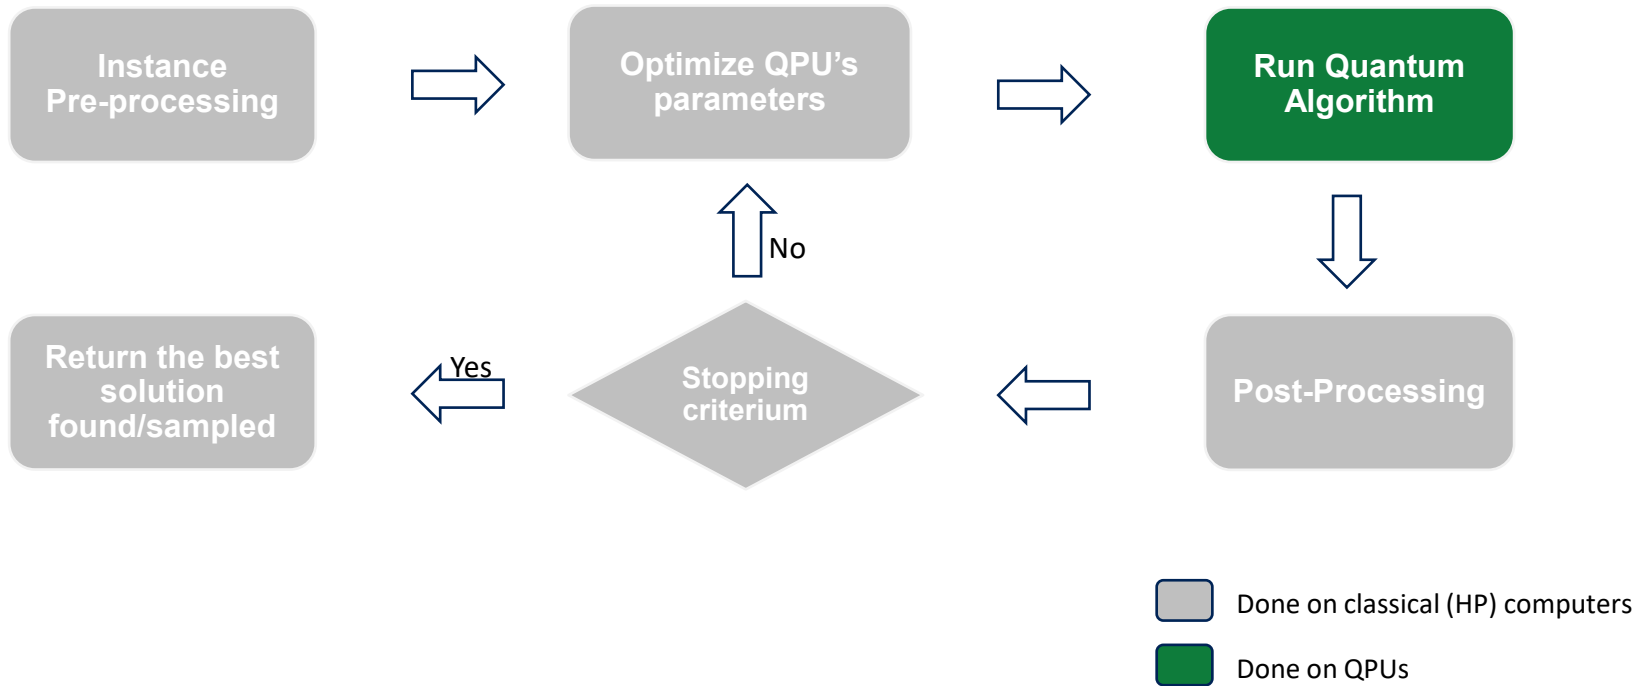 Instance
Pre-processing
Optimize QPU’s
parameters
Run Quantum
Algorithm
No
Return the best
solution
found/sampled
Yes
Stopping
criterium
Post-Processing
Done on classical (HP) computers
Done on QPUs